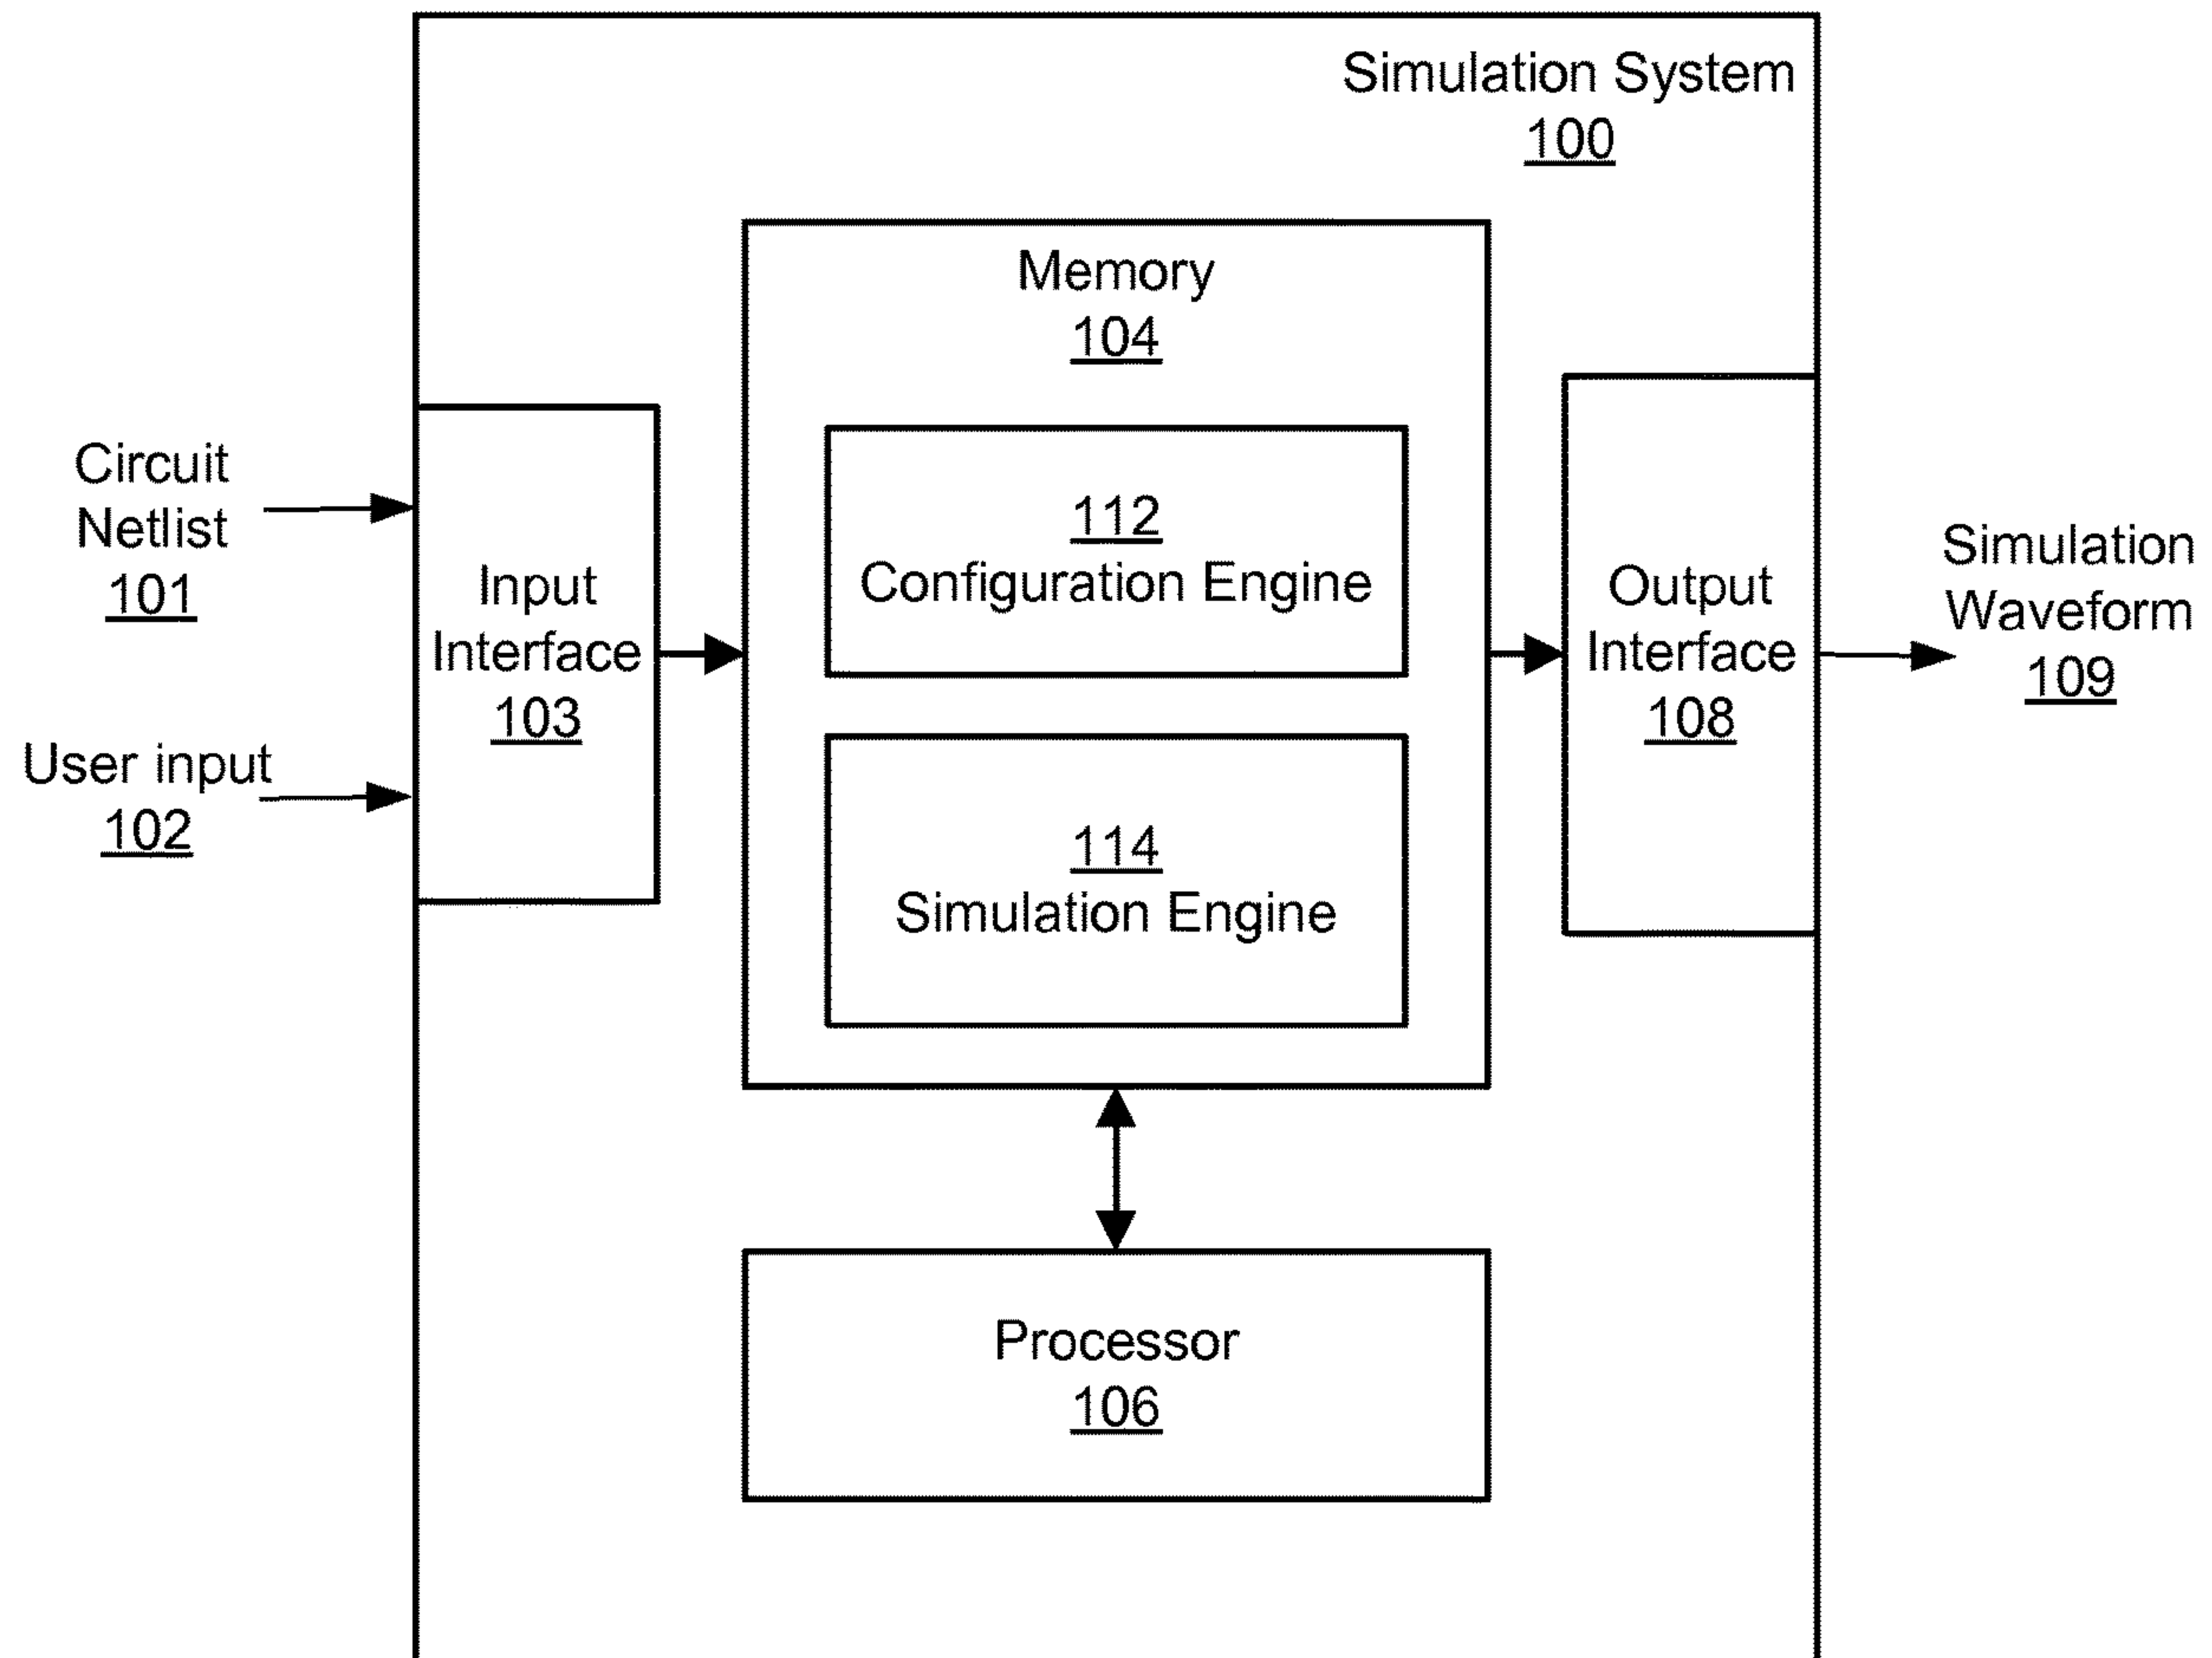 Simulation System
100
Memory
104
Circuit
Netlist
101
User input
102
Input
Interface
103
112
Configuration Engine
114
Simulation Engine
Output
Interface
108
Simulation
Waveform
109
Processor
106